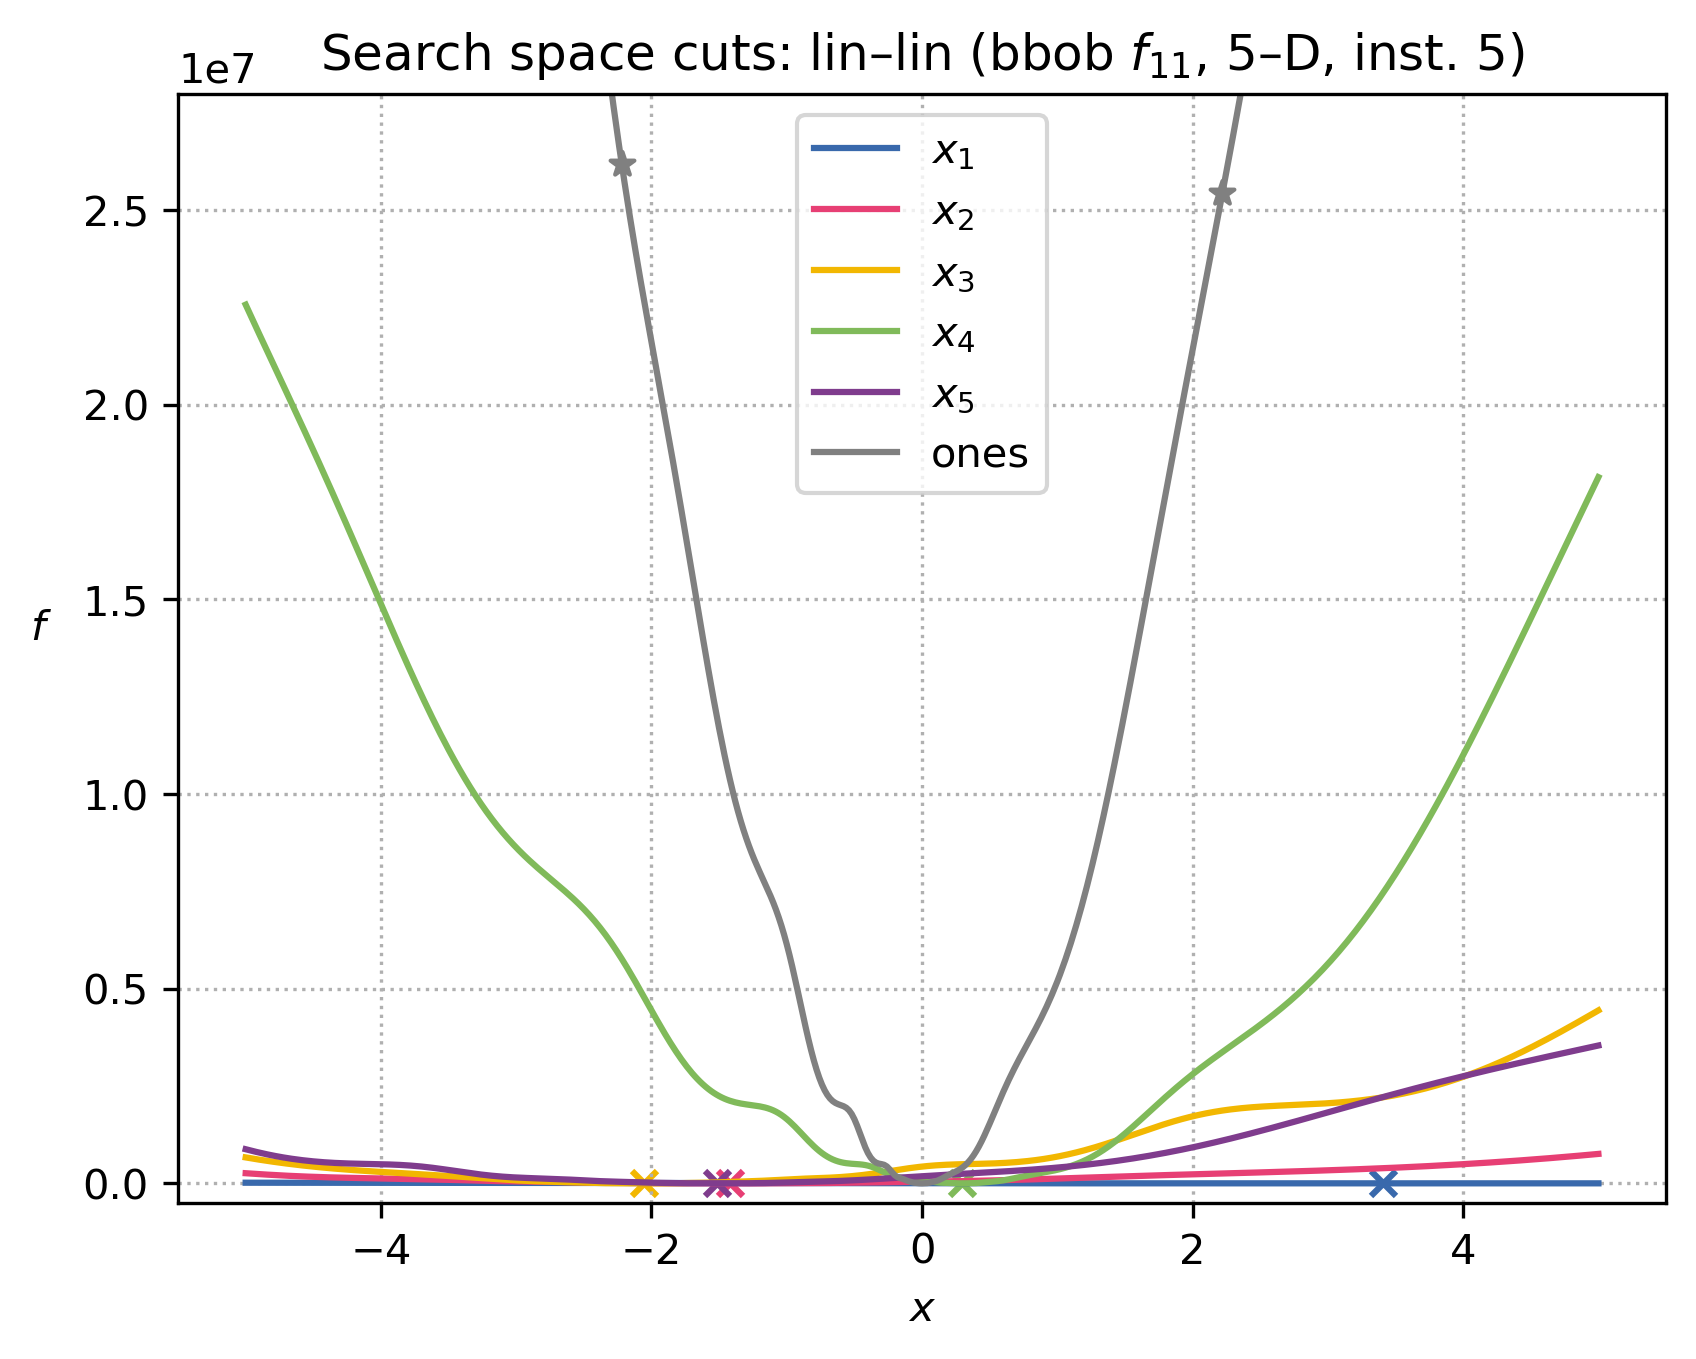 Search space cuts: lin–lin (bbob f₁₁, 5–D, inst. 5)
1e7
x₁
x₂
x₃
x₄
x₅
ones
2.5
2.0
1.5
1.0
0.5
0.0
f
−4 −2 0 2 4
x